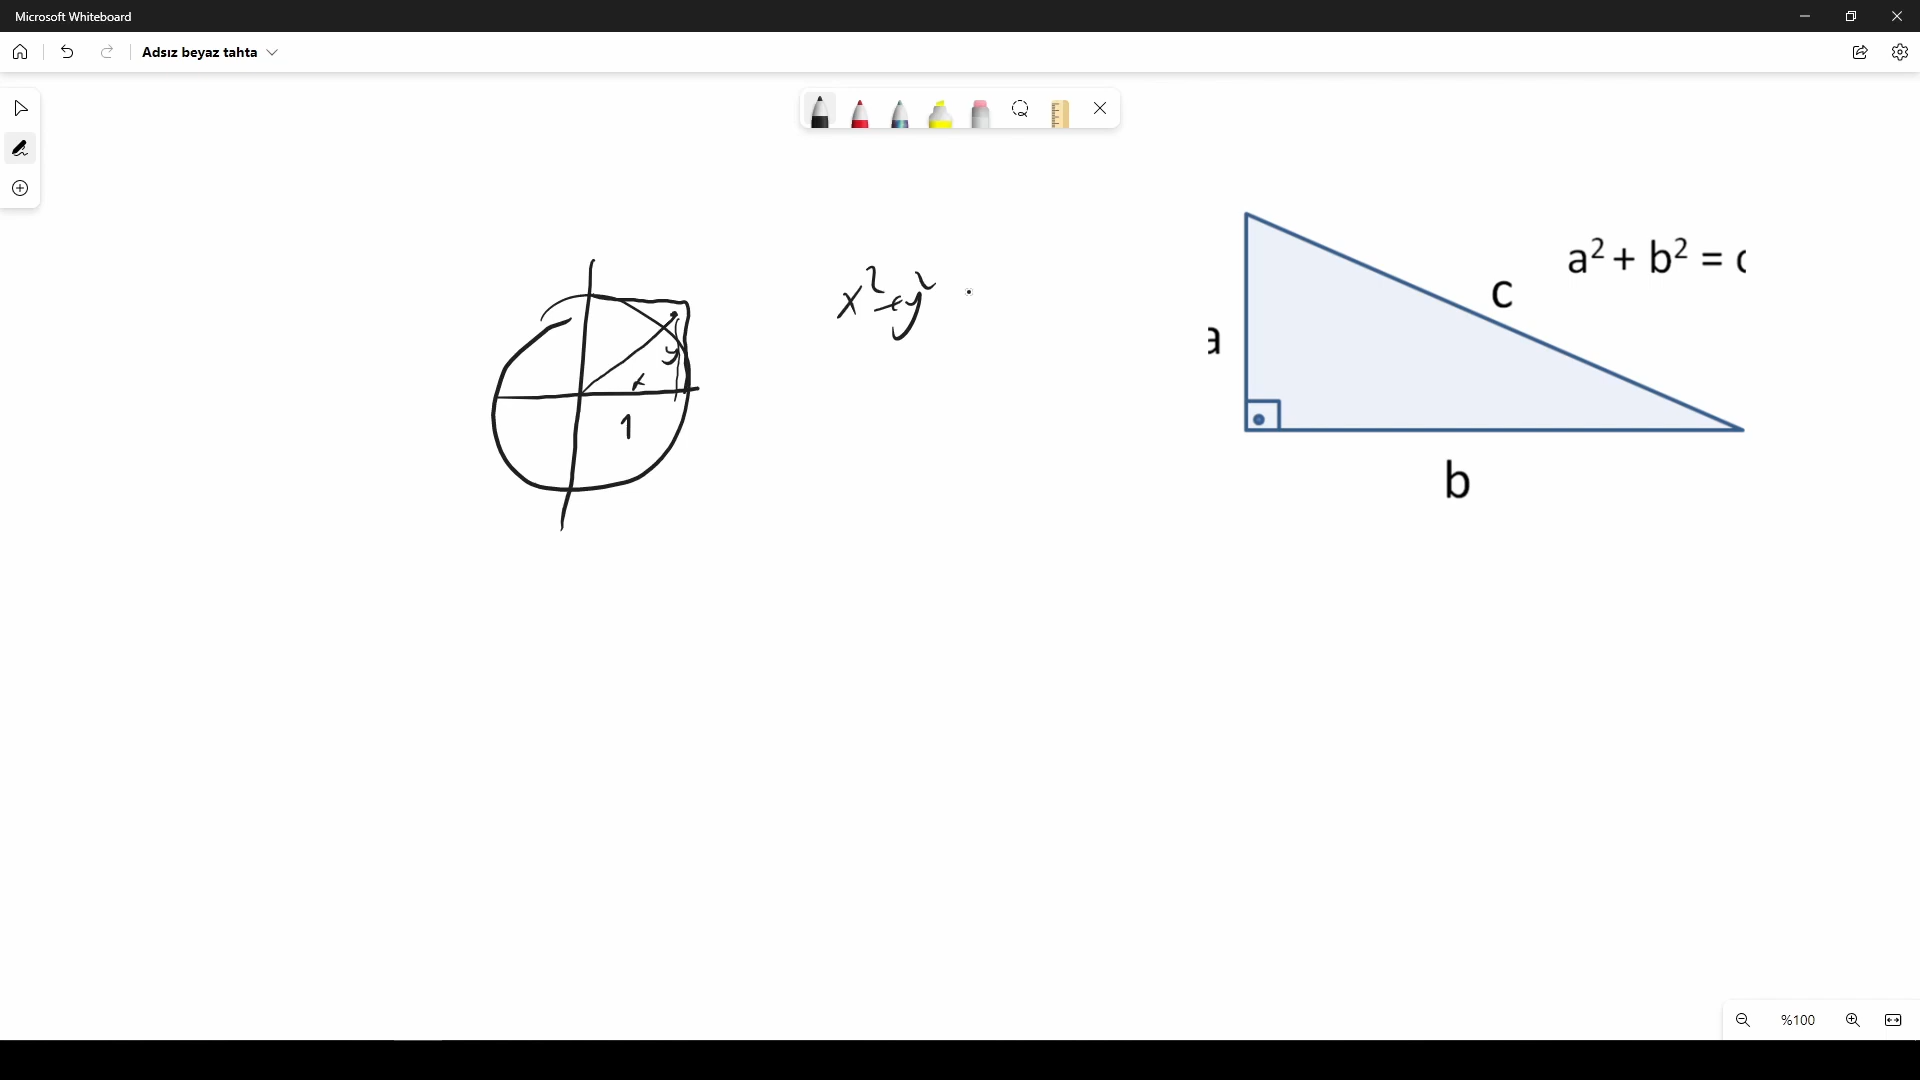 Microsoft Whiteboard
Adsız beyaz tahta
x² + y²
y
x
1
a² + b² = c
c
a
b
%100